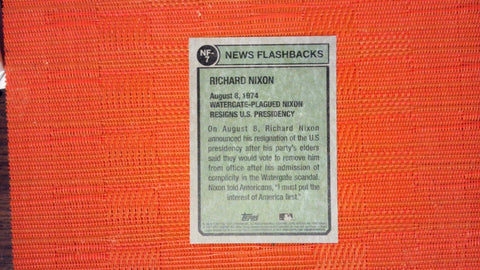 NF-7
NEWS FLASHBACKS
RICHARD NIXON
August 8, 1974
WATERGATE-PLAGUED NIXON
RESIGNS U.S. PRESIDENCY
On August 8, Richard Nixon
announced his resignation of the U.S
presidency after his party's elders
said they would vote to remove him
from office after his admission of
complicity in the Watergate scandal.
Nixon told Americans, "I must put the
interest of America first."
Topps